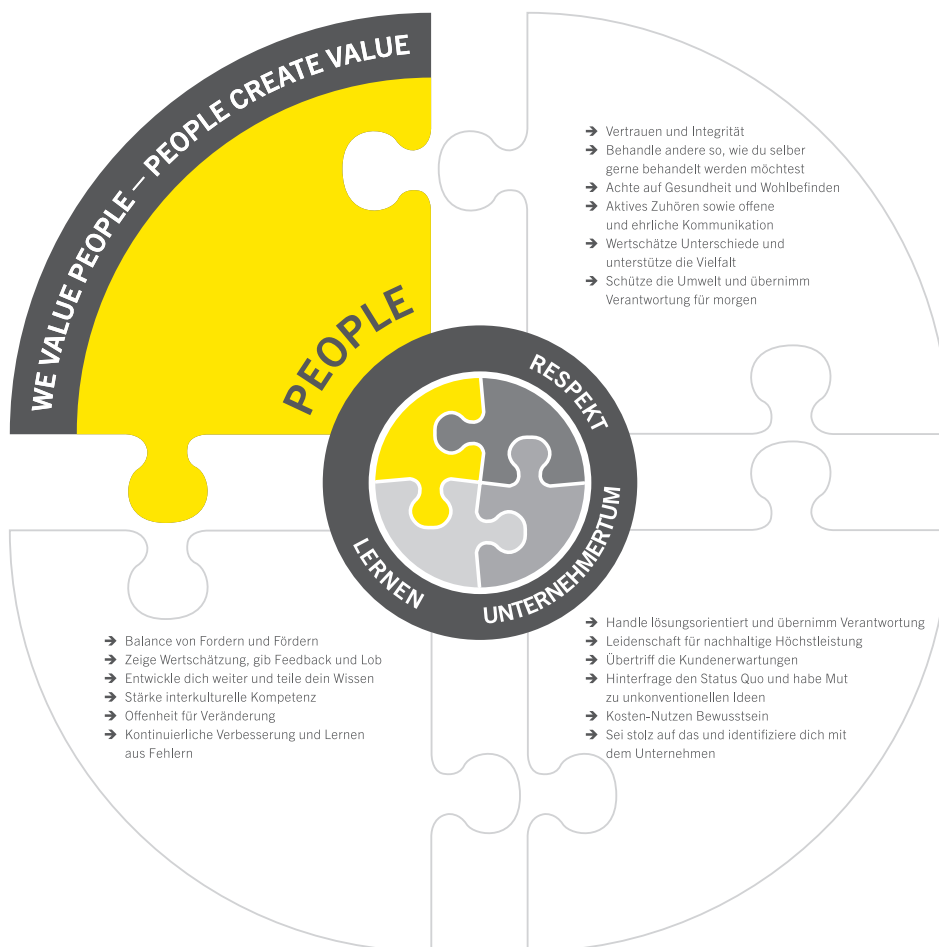 WE VALUE PEOPLE – PEOPLE CREATE VALUE
PEOPLE
RESPEKT
➔ Vertrauen und Integrität
➔ Behandle andere so, wie du selber
gerne behandelt werden möchtest
➔ Achte auf Gesundheit und Wohlbefinden
➔ Aktives Zuhören sowie offene
und ehrliche Kommunikation
➔ Wertschätze Unterschiede und
unterstütze die Vielfalt
➔ Schütze die Umwelt und übernimm
Verantwortung für morgen
LERNEN
➔ Balance von Fordern und Fördern
➔ Zeige Wertschätzung, gib Feedback und Lob
➔ Entwickle dich weiter und teile dein Wissen
➔ Stärke interkulturelle Kompetenz
➔ Offenheit für Veränderung
➔ Kontinuierliche Verbesserung und Lernen
aus Fehlern
UNTERNEHMERTUM
➔ Handle lösungsorientiert und übernimm Verantwortung
➔ Leidenschaft für nachhaltige Höchstleistung
➔ Übertriff die Kundenerwartungen
➔ Hinterfrage den Status Quo und habe Mut
zu unkonventionellen Ideen
➔ Kosten-Nutzen Bewusstsein
➔ Sei stolz auf das und identifiziere dich mit
dem Unternehmen